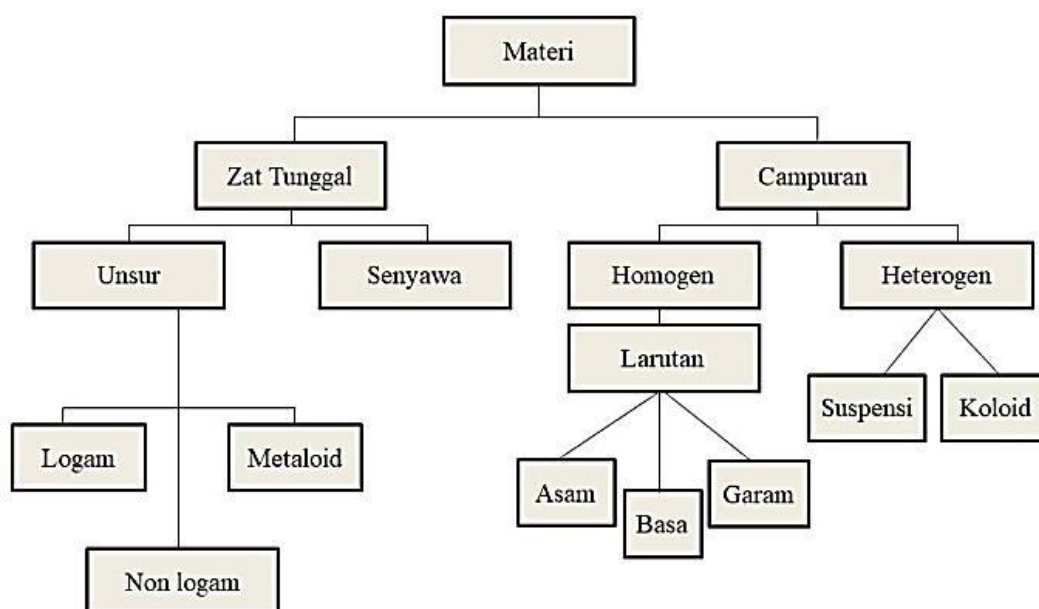 Materi
Zat Tunggal
Campuran
Unsur
Senyawa
Homogen
Heterogen
Larutan
Suspensi
Koloid
Logam
Metaloid
Asam
Basa
Garam
Non logam